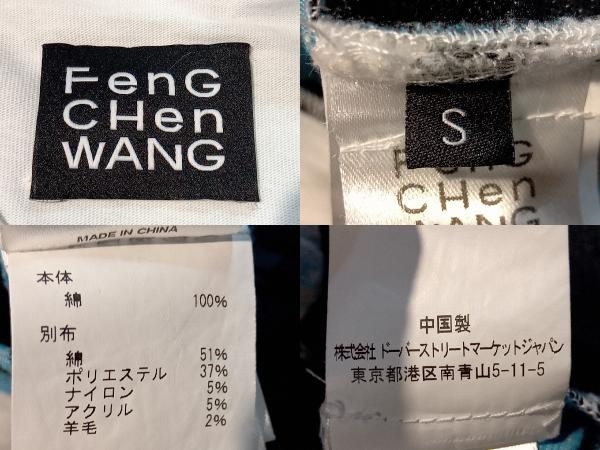 FenG
CHen
WANG
S
FenG
CHen
WANG
MADE IN CHINA
本体
綿 100%
別布
綿 51%
ポリエステル 37%
ナイロン 5%
アクリル 5%
羊毛 2%
中国製
株式会社 ドーバーストリートマーケットジャパン
東京都港区南青山5-11-5